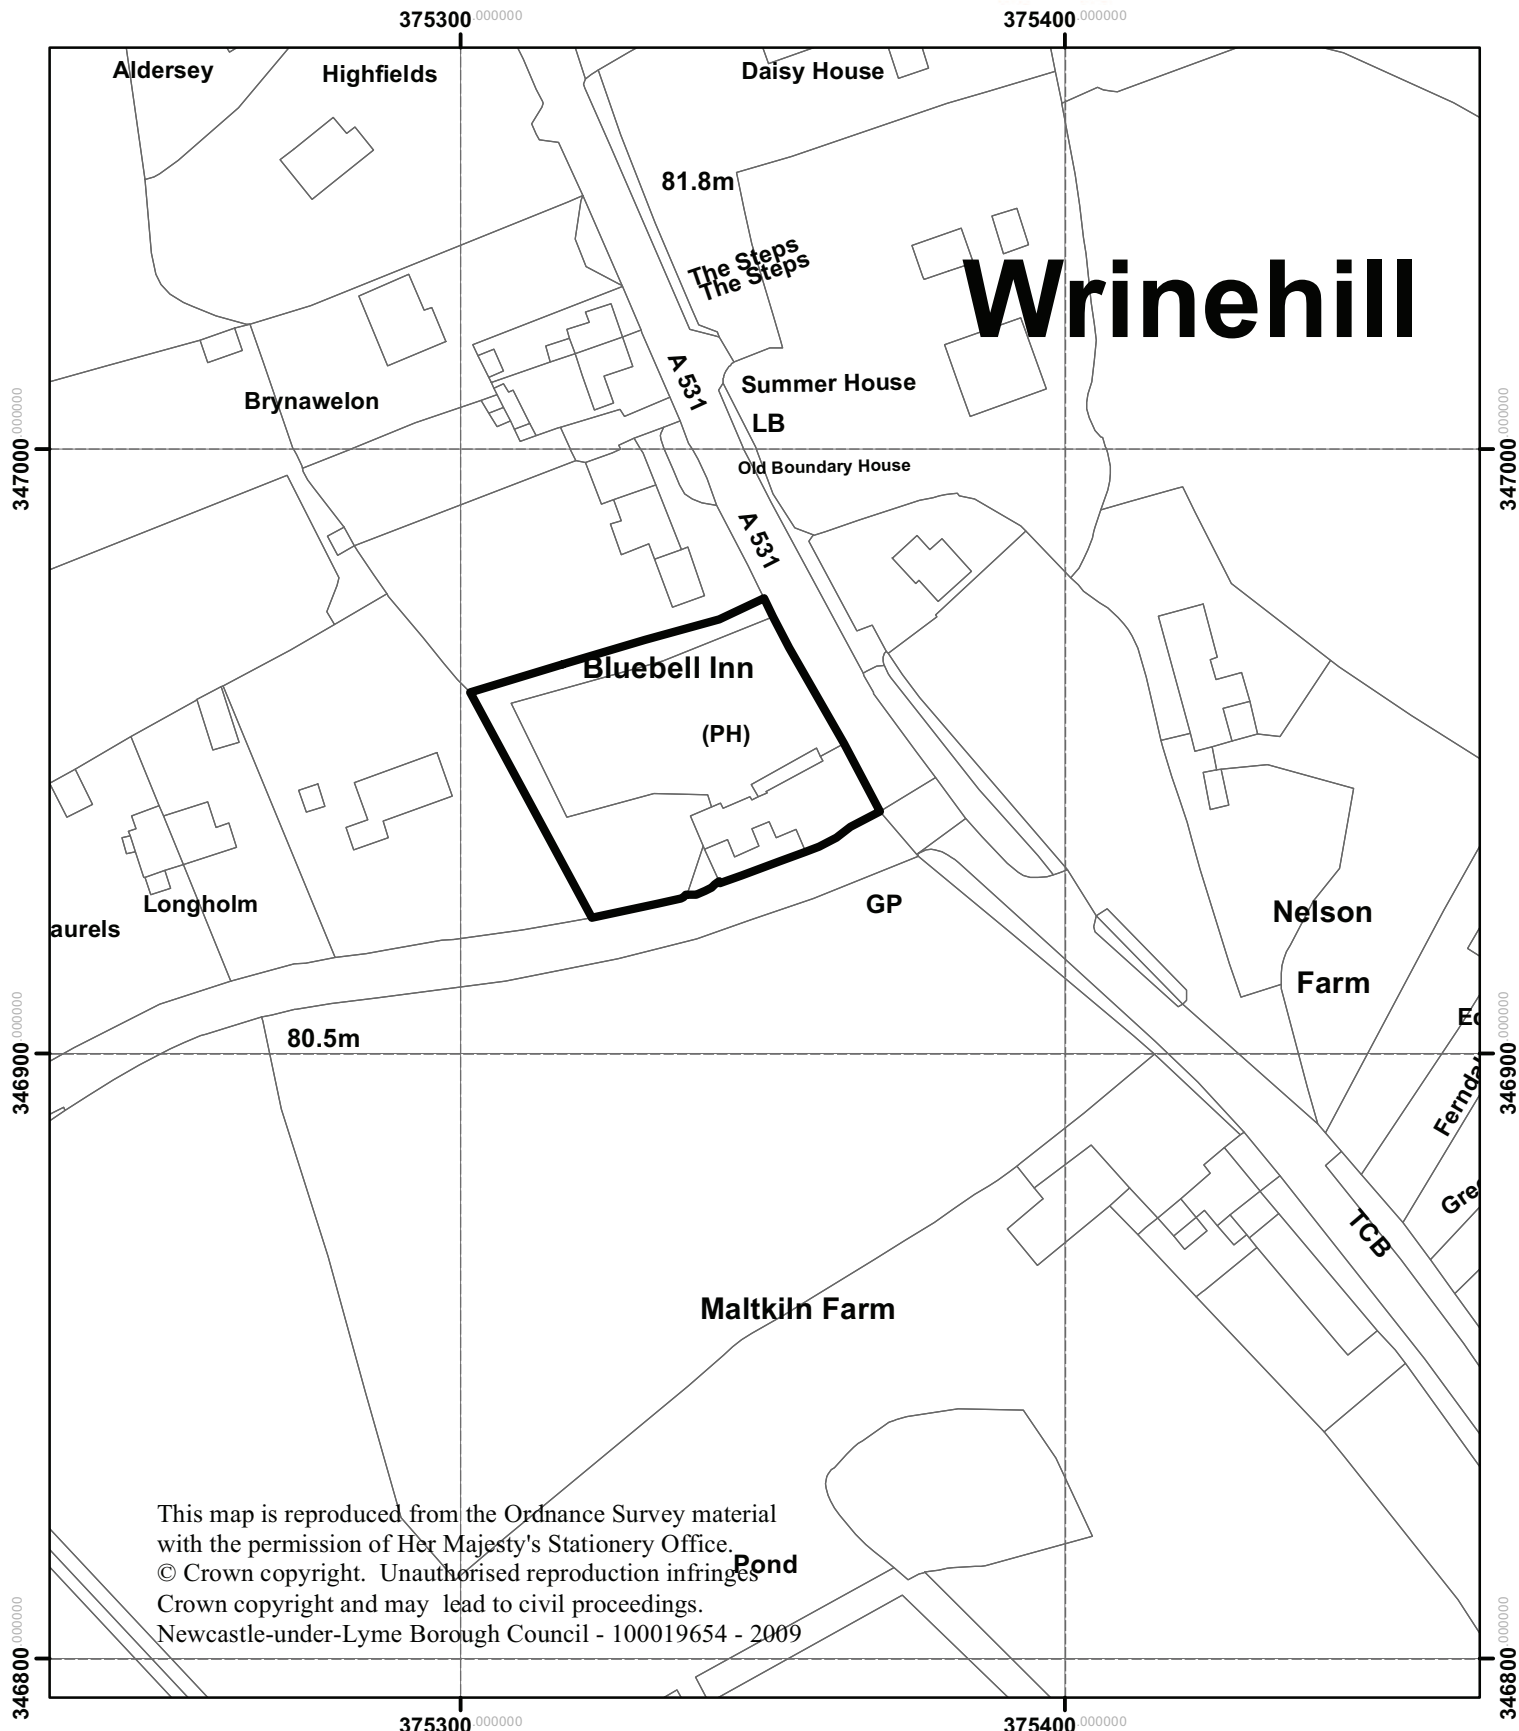 375300.000000
375400.000000
Aldersey
Highfields
Daisy House
81.8m
The Steps
The Steps
Wrinehill
A 531
Summer House
Brynawelon
LB
347000.000000
347000.000000
Old Boundary House
A 531
Bluebell Inn
(PH)
Longholm
GP
Nelson
aurels
Farm
80.5m
346900.000000
346900.000000
TCB
Maltkiln Farm
This map is reproduced from the Ordnance Survey material
with the permission of Her Majesty's Stationery Office.
© Crown copyright. Unauthorised reproduction infringes
Pond
Crown copyright and may lead to civil proceedings.
Newcastle-under-Lyme Borough Council - 100019654 - 2009
346800.000000
346800.000000
375300.000000
375400.000000